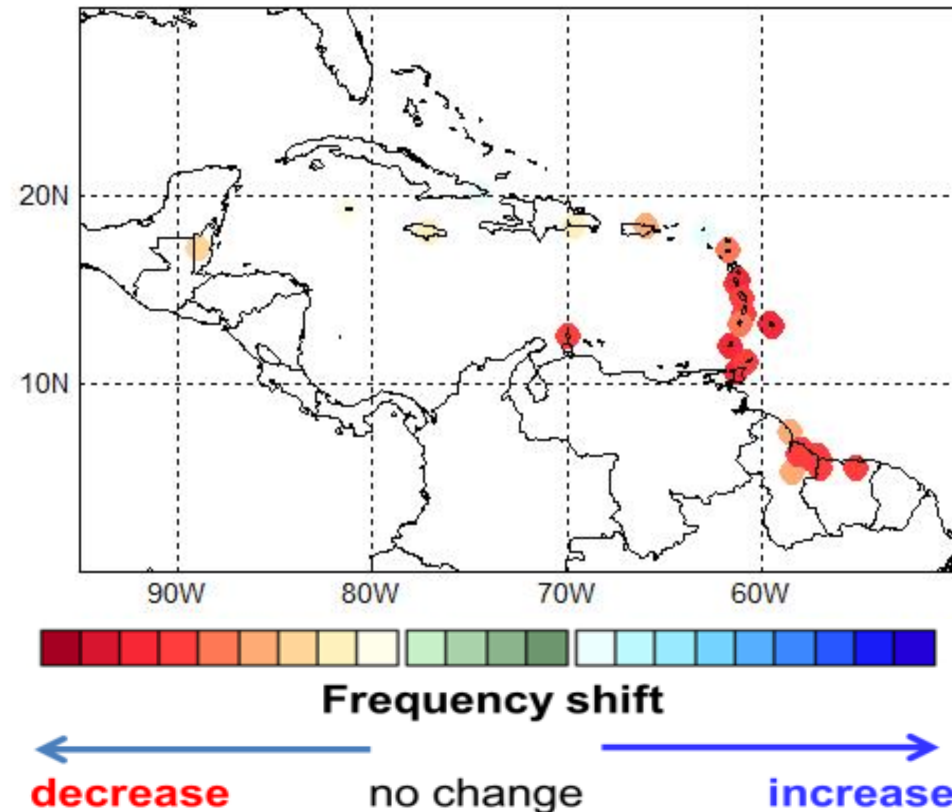 20N
10N
90W 80W 70W 60W
Frequency shift
decrease no change increase